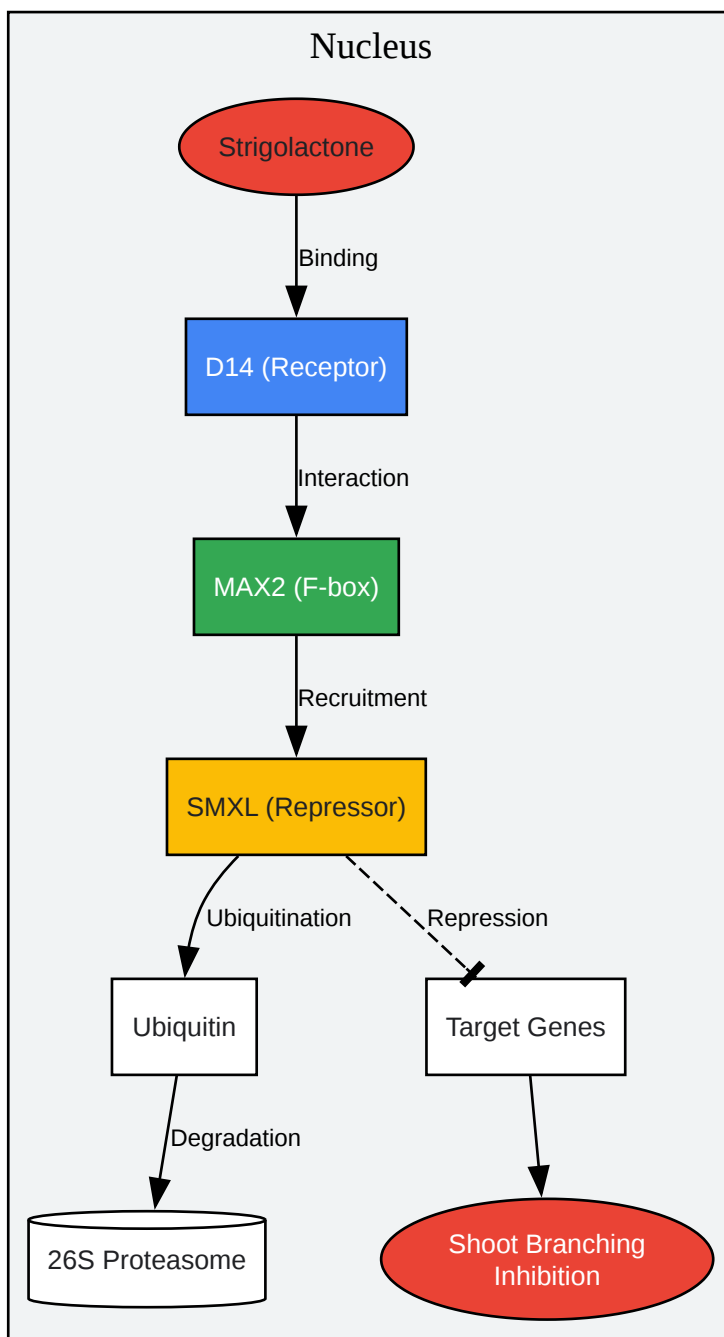 Nucleus
Strigolactone
Binding
D14 (Receptor)
Interaction
MAX2 (F-box)
Recruitment
SMXL (Repressor)
Ubiquitination
Repression
Ubiquitin
Target Genes
Degradation
26S Proteasome
Shoot Branching
Inhibition